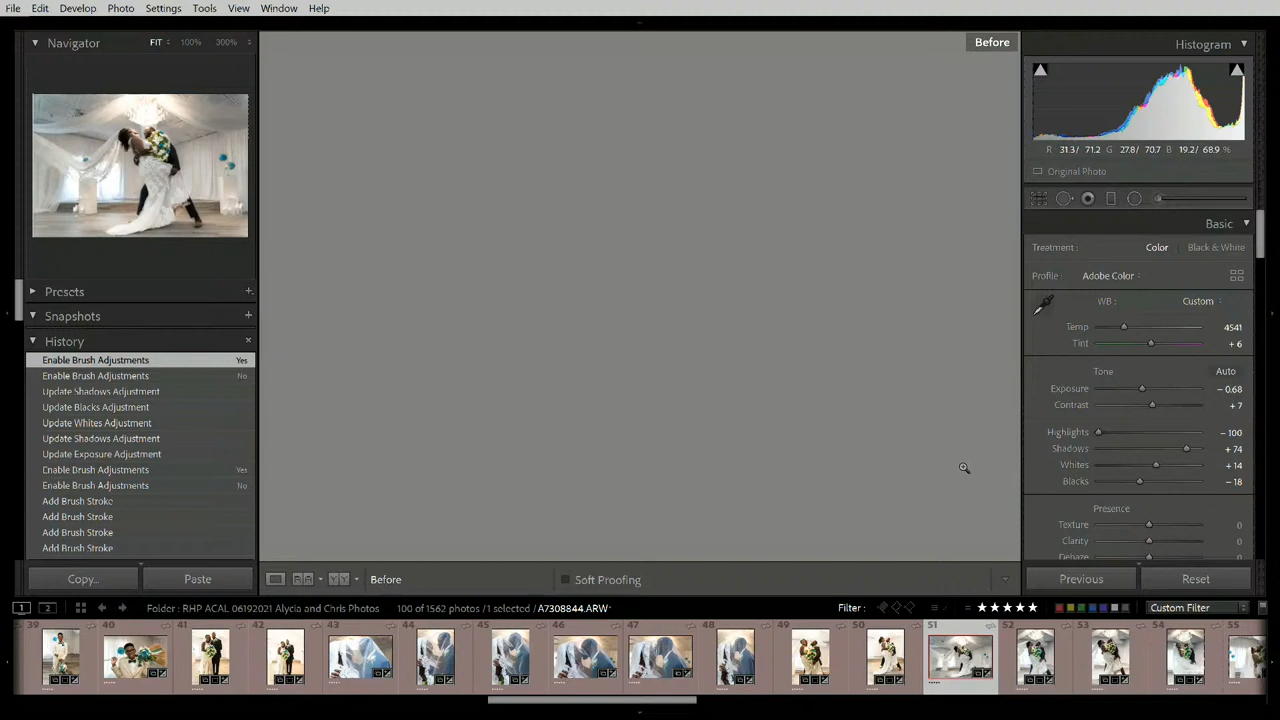 File Edit Develop Photo Settings Tools View Window Help
Navigator FIT 100% 300%
Before
Histogram
R 31.3/ 71.2 G 27.8/ 70.7 B 19.2/ 68.9 %
Original Photo
Basic
Treatment: Color Black & White
Profile: Adobe Color
WB: Custom
Temp 4541
Tint + 6
Tone Auto
Exposure − 0.68
Contrast + 7
Highlights − 100
Shadows + 74
Whites + 14
Blacks − 18
Presence
Texture 0
Clarity 0
Dehaze 0
Previous Reset
Presets
Snapshots
History
Enable Brush Adjustments Yes
Enable Brush Adjustments No
Update Shadows Adjustment
Update Blacks Adjustment
Update Whites Adjustment
Update Shadows Adjustment
Update Exposure Adjustment
Enable Brush Adjustments Yes
Enable Brush Adjustments No
Add Brush Stroke
Add Brush Stroke
Add Brush Stroke
Add Brush Stroke
Copy... Paste
Before Soft Proofing
1 2 Folder : RHP ACAL 06192021 Alycia and Chris Photos 100 of 1562 photos /1 selected / A7308844.ARW Filter : Custom Filter
39 40 41 42 43 44 45 46 47 48 49 50 51 52 53 54 55